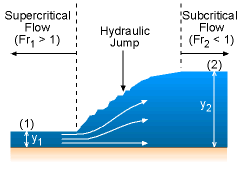 Supercritical
Flow
(Fr₁ > 1)
Hydraulic
Jump
Subcritical
Flow
(Fr₂ < 1)
(1)
y₁
(2)
y₂